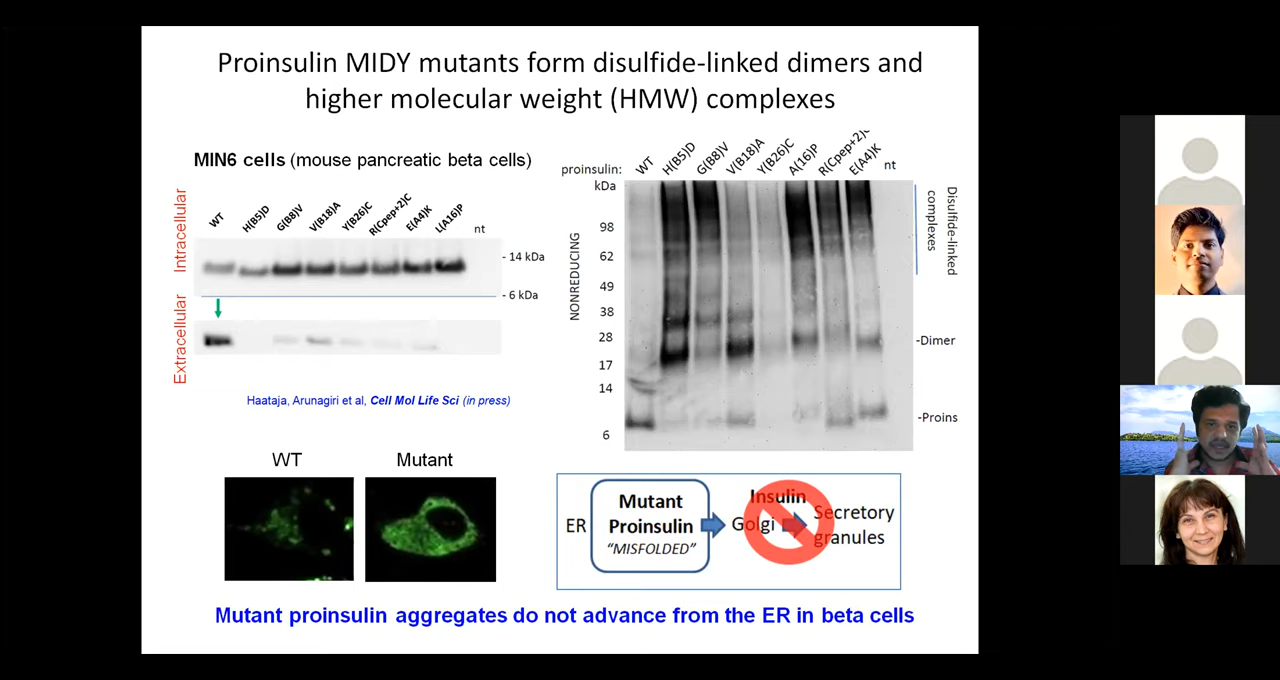 Proinsulin MIDY mutants form disulfide-linked dimers and
higher molecular weight (HMW) complexes
MIN6 cells (mouse pancreatic beta cells)
Intracellular
WT
H(B5)D
G(B8)V
V(B18)A
Y(B26)C
R(Cpep+2)C
E(A4)K
L(A16)P
nt
- 14 kDa
- 6 kDa
Extracellular
Haataja, Arunagiri et al, Cell Mol Life Sci (in press)
proinsulin:
WT
H(B5)D
G(B8)V
V(B18)A
Y(B26)C
A(16)P
R(Cpep+2)C
E(A4)K
nt
kDa
98
62
49
38
28
17
14
6
NONREDUCING
Disulfide-linked
complexes
-Dimer
-Proins
WT
Mutant
ER
Mutant
Proinsulin
“MISFOLDED”
Insulin
Golgi
Secretory
granules
Mutant proinsulin aggregates do not advance from the ER in beta cells